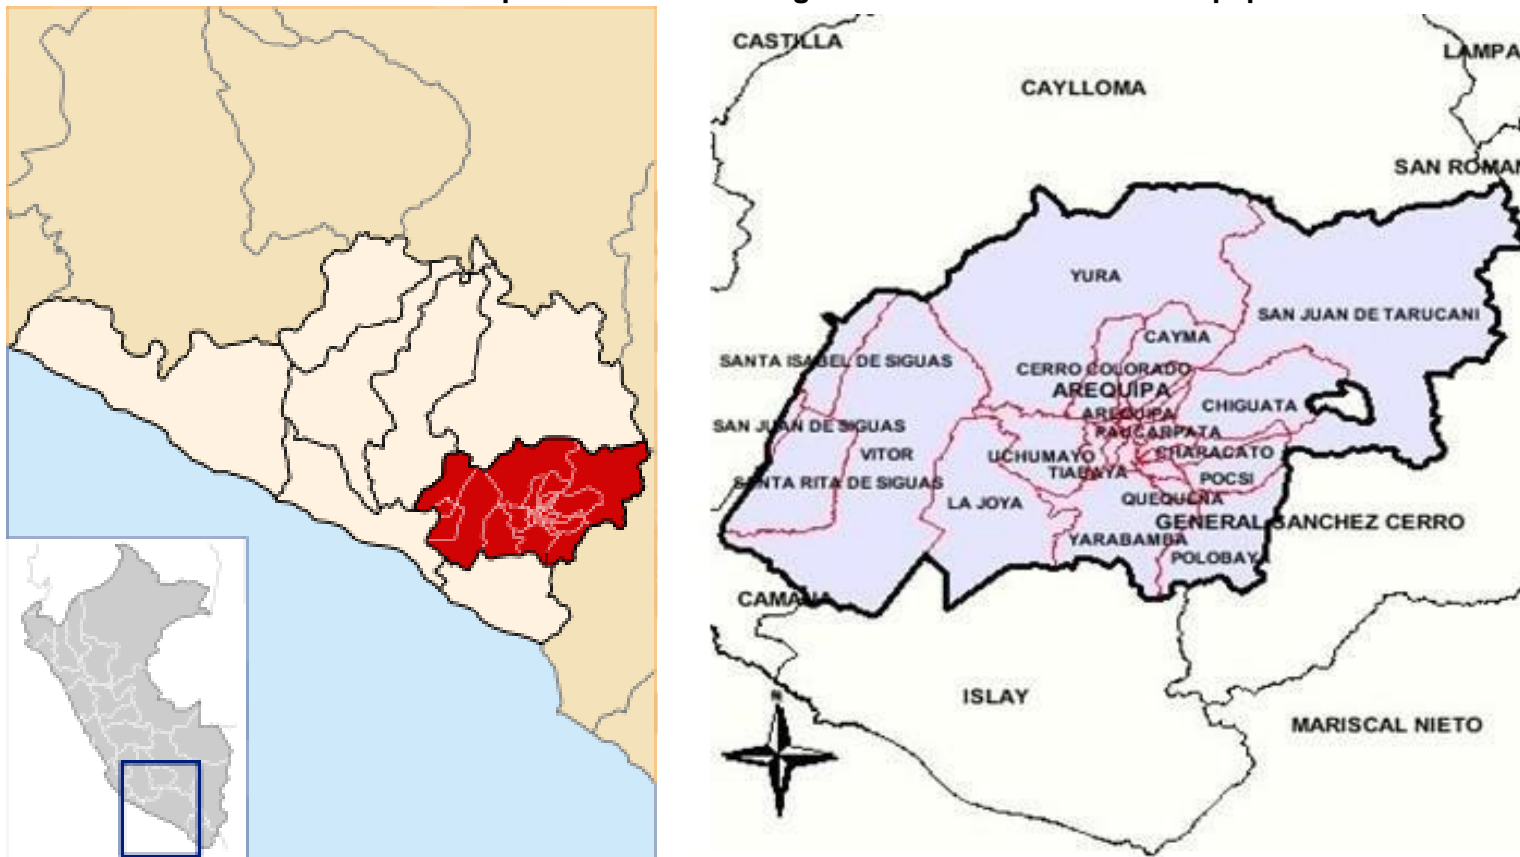 CASTILLA
LAMPA
CAYLLOMA
SAN ROMAN
YURA
SAN JUAN DE TARUCANI
CAYMA
SANTA ISABEL DE SIGUAS
CERRO COLORADO
AREQUIPA
CHIGUATA
AREQUIPA
SAN JUAN DE SIGUAS
PAUCARPATA
VITOR
UCHUMAYO
CHARACATO
TIABAYA
POCSI
SANTA RITA DE SIGUAS
LA JOYA
QUEQUEÑA
GENERAL SANCHEZ CERRO
YARABAMBA
POLOBAYA
CAMANA
N
ISLAY
MARISCAL NIETO